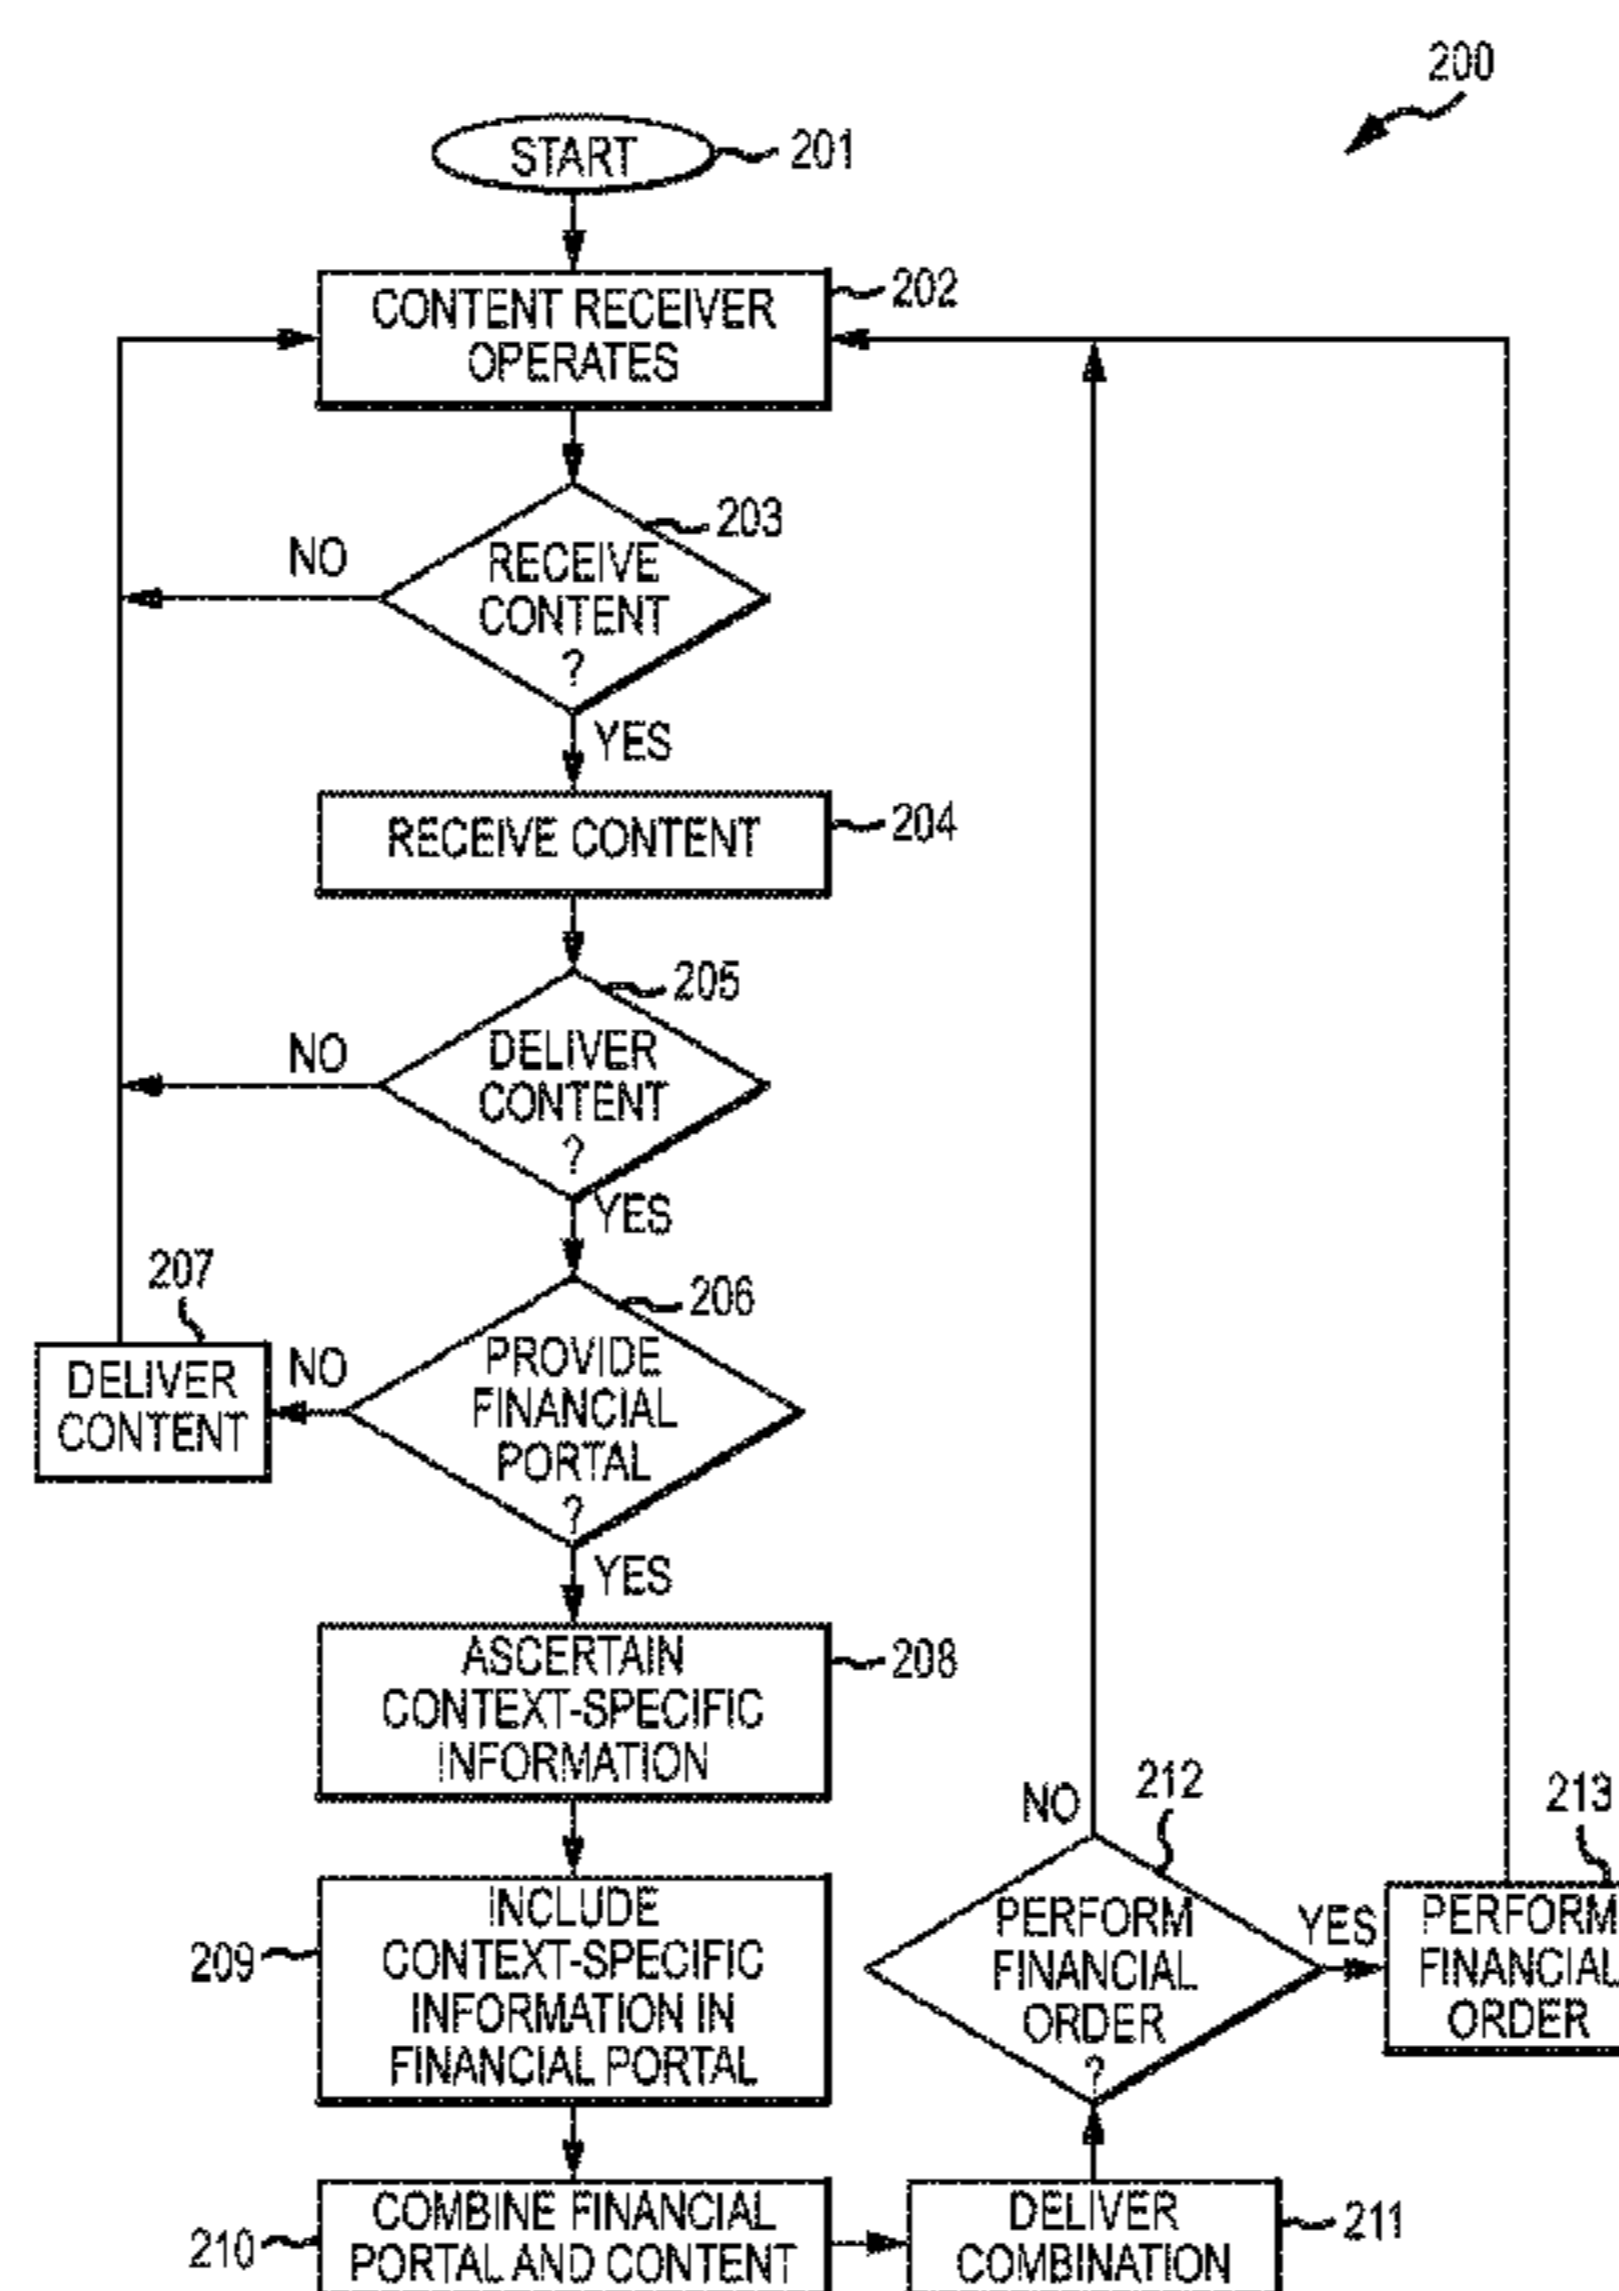 200
START
201
CONTENT RECEIVER
OPERATES
202
203
RECEIVE
CONTENT
?
NO
YES
RECEIVE CONTENT
204
205
DELIVER
CONTENT
?
NO
YES
206
PROVIDE
FINANCIAL
PORTAL
?
NO
207
DELIVER
CONTENT
YES
ASCERTAIN
CONTEXT-SPECIFIC
INFORMATION
208
INCLUDE
CONTEXT-SPECIFIC
INFORMATION IN
FINANCIAL PORTAL
209
COMBINE FINANCIAL
PORTAL AND CONTENT
210
DELIVER
COMBINATION
211
212
PERFORM
FINANCIAL
ORDER
?
NO
YES
213
PERFORM
FINANCIAL
ORDER